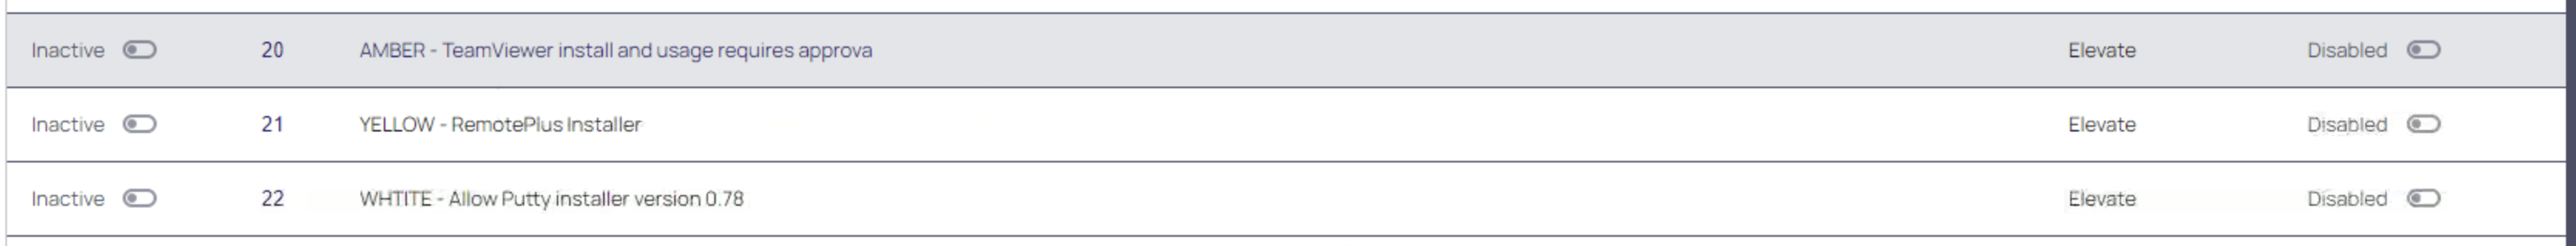 Inactive 20 AMBER - TeamViewer install and usage requires approva Elevate Disabled
Inactive 21 YELLOW - RemotePlus Installer Elevate Disabled
Inactive 22 WHTITE - Allow Putty installer version 0.78 Elevate Disabled